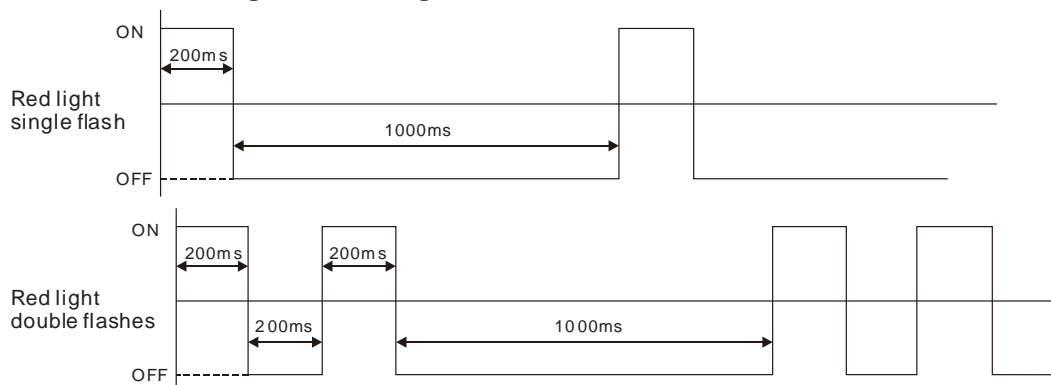 ON
200ms
Red light
single flash
1000ms
OFF
ON
200ms 200ms
Red light
double flashes
200ms 1000ms
OFF